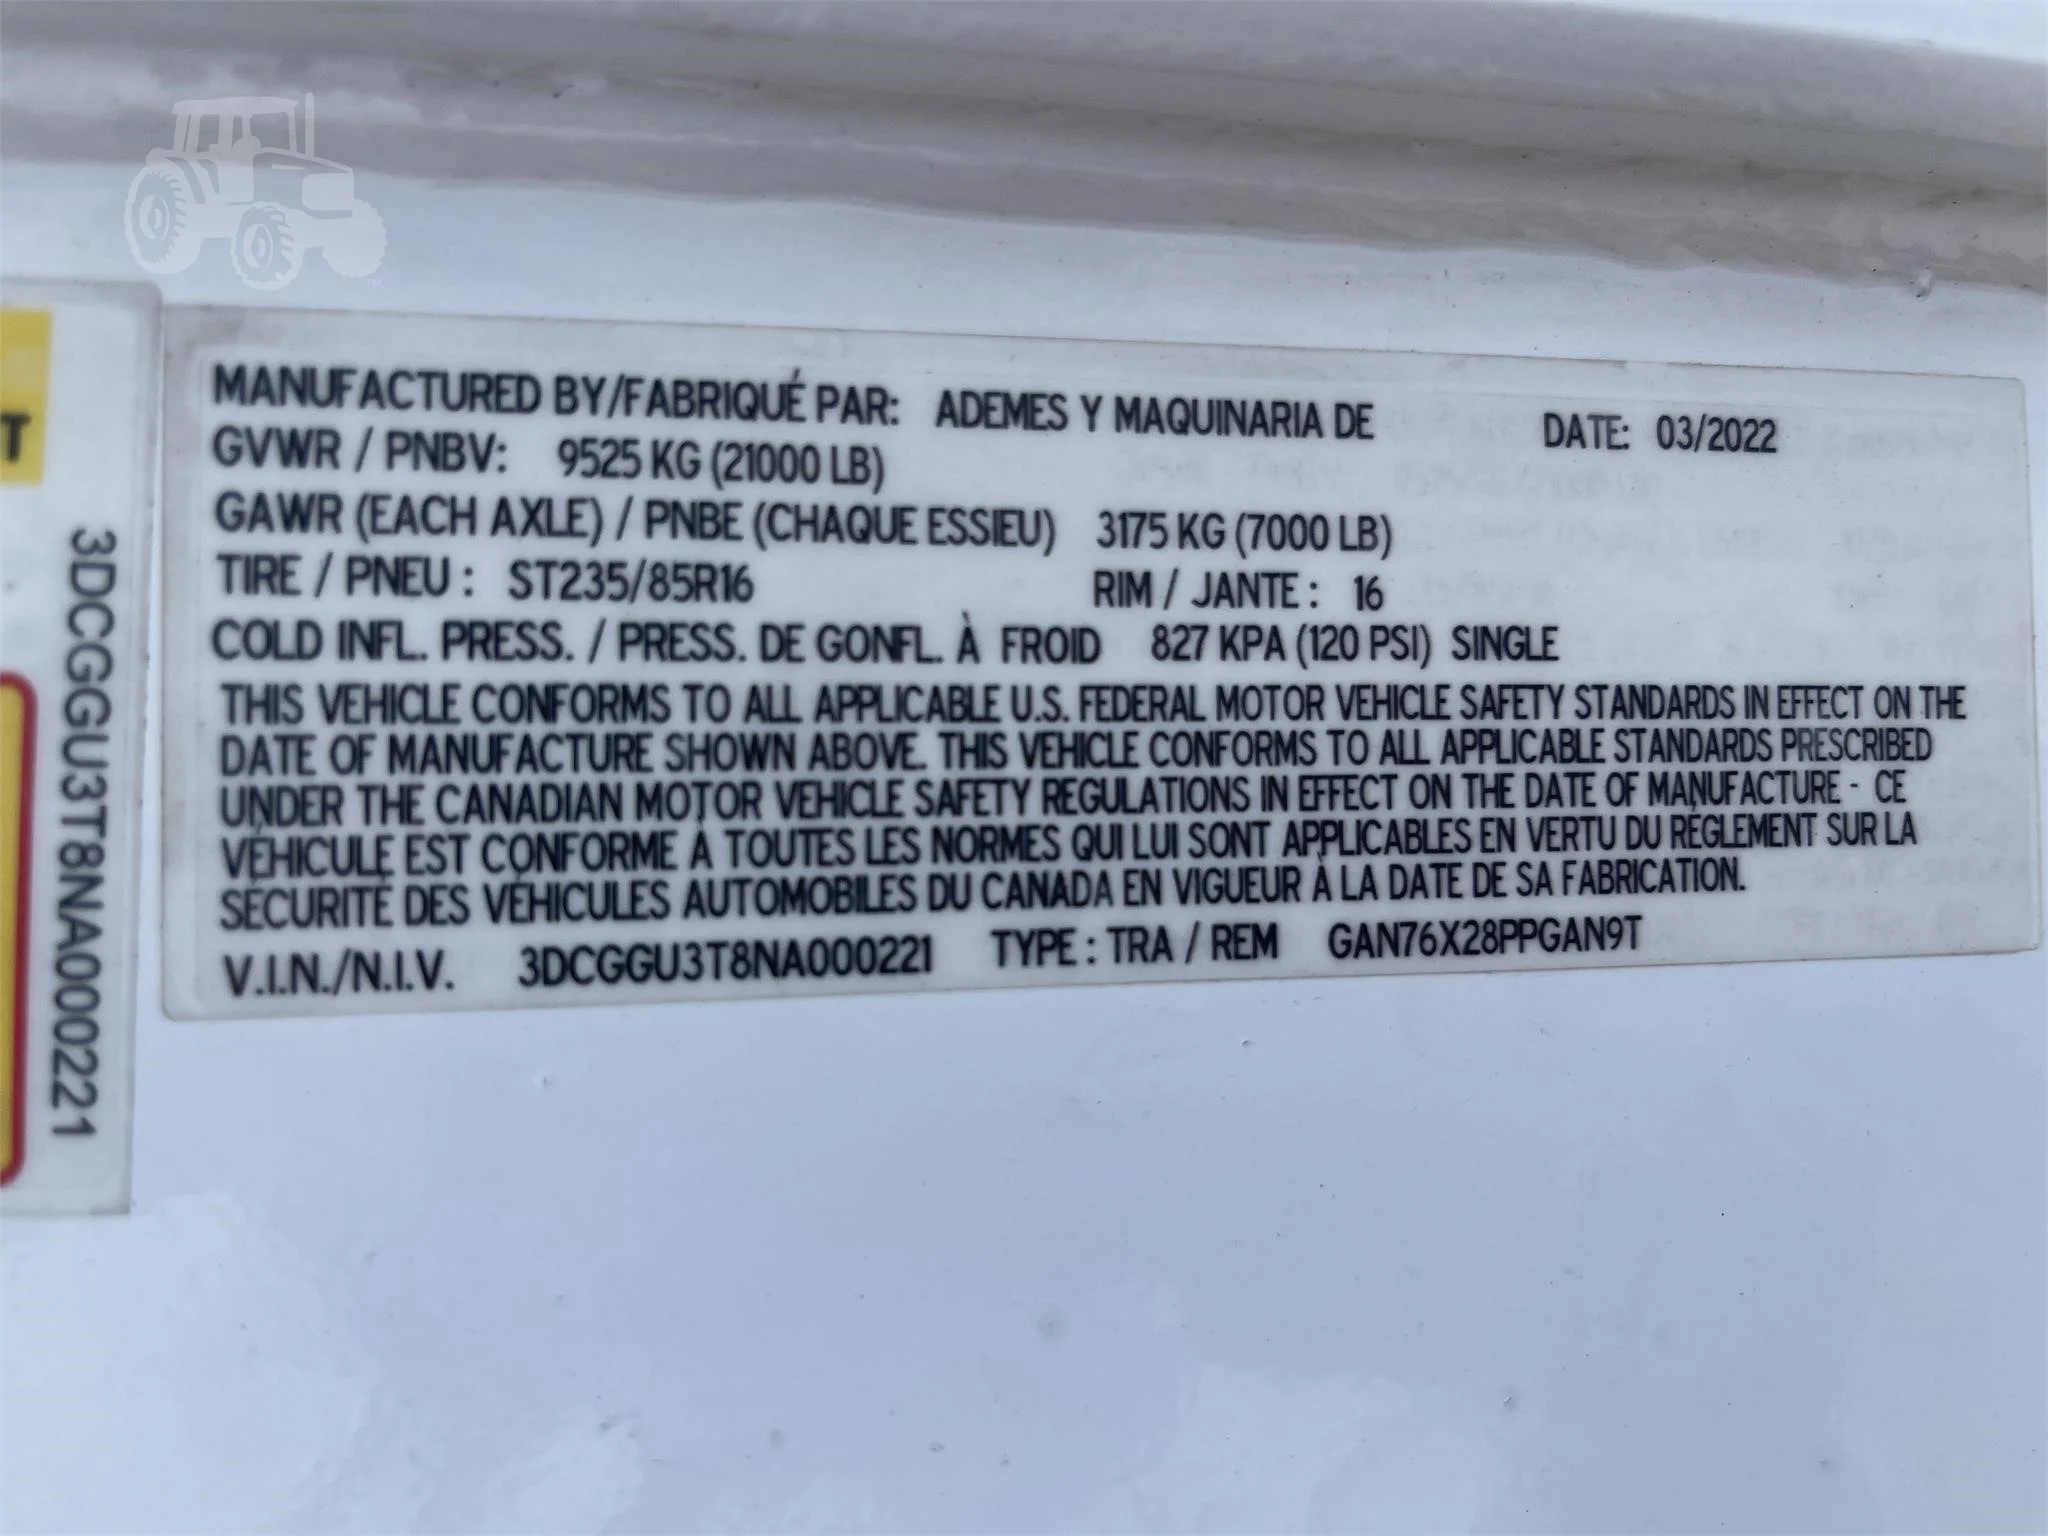 T
3DCGGU3T8NA000221
MANUFACTURED BY/FABRIQUÉ PAR: ADEMES Y MAQUINARIA DE DATE: 03/2022
GVWR / PNBV: 9525 KG (21000 LB)
GAWR (EACH AXLE) / PNBE (CHAQUE ESSIEU) 3175 KG (7000 LB)
TIRE / PNEU : ST235/85R16 RIM / JANTE : 16
COLD INFL. PRESS. / PRESS. DE GONFL. À FROID 827 KPA (120 PSI) SINGLE
THIS VEHICLE CONFORMS TO ALL APPLICABLE U.S. FEDERAL MOTOR VEHICLE SAFETY STANDARDS IN EFFECT ON THE
DATE OF MANUFACTURE SHOWN ABOVE. THIS VEHICLE CONFORMS TO ALL APPLICABLE STANDARDS PRESCRIBED
UNDER THE CANADIAN MOTOR VEHICLE SAFETY REGULATIONS IN EFFECT ON THE DATE OF MANUFACTURE - CE
VÉHICULE EST CONFORME À TOUTES LES NORMES QUI LUI SONT APPLICABLES EN VERTU DU RÈGLEMENT SUR LA
SÉCURITÉ DES VÉHICULES AUTOMOBILES DU CANADA EN VIGUEUR À LA DATE DE SA FABRICATION.
V.I.N./N.I.V. 3DCGGU3T8NA000221 TYPE : TRA / REM GAN76X28PPGAN9T